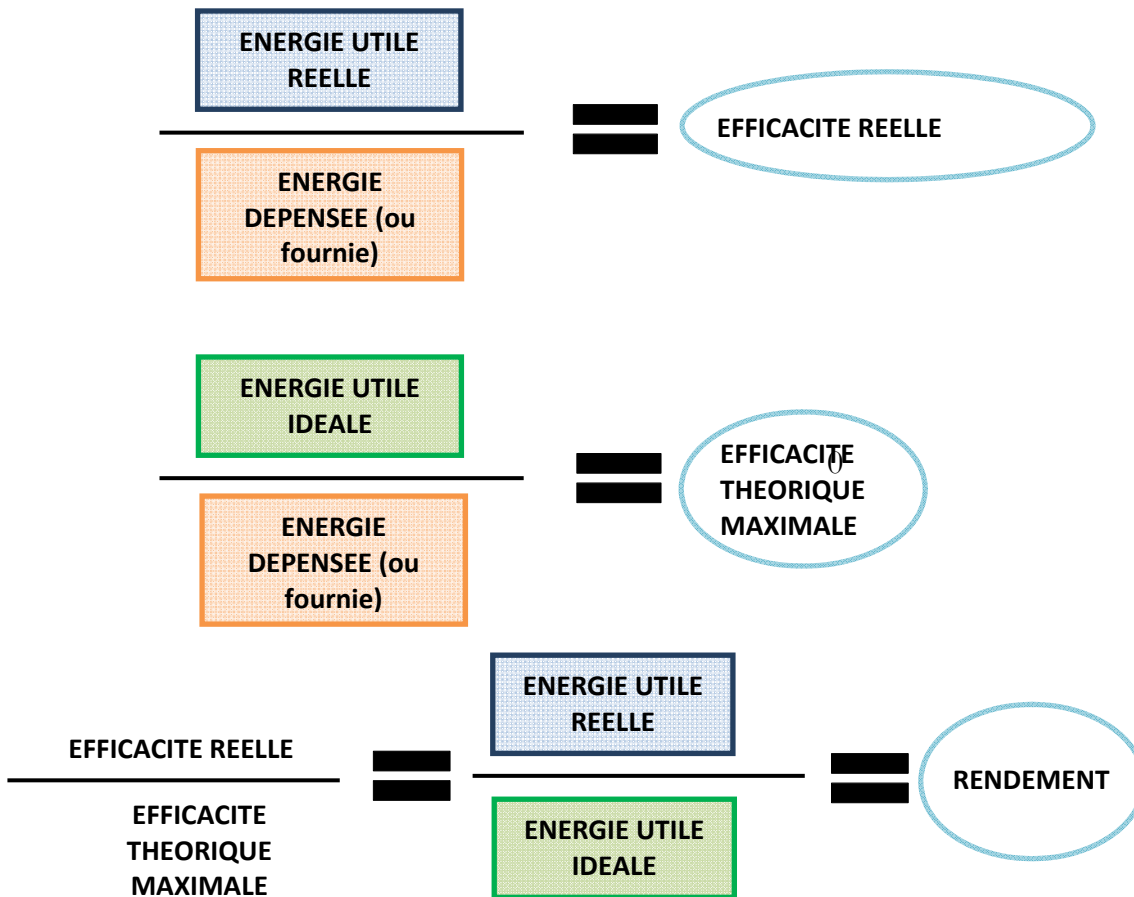 ENERGIE UTILE
REELLE
EFFICACITE REELLE
ENERGIE
DEPENSEE (ou
fournie)
ENERGIE UTILE
IDEALE
EFFICACITE
()
THEORIQUE
MAXIMALE
ENERGIE
DEPENSEE (ou
fournie)
EFFICACITE REELLE
EFFICACITE
THEORIQUE
MAXIMALE
ENERGIE UTILE
REELLE
ENERGIE UTILE
IDEALE
RENDEMENT